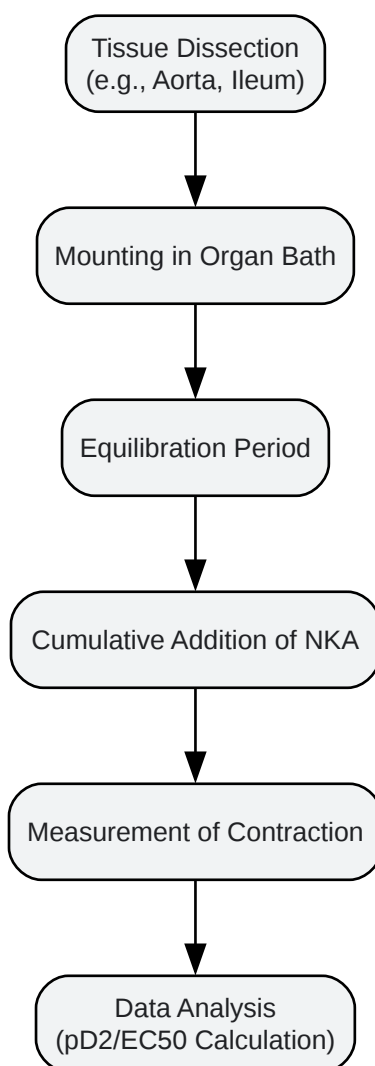 Tissue Dissection
(e.g., Aorta, Ileum)
Mounting in Organ Bath
Equilibration Period
Cumulative Addition of NKA
Measurement of Contraction
Data Analysis
(pD2/EC50 Calculation)